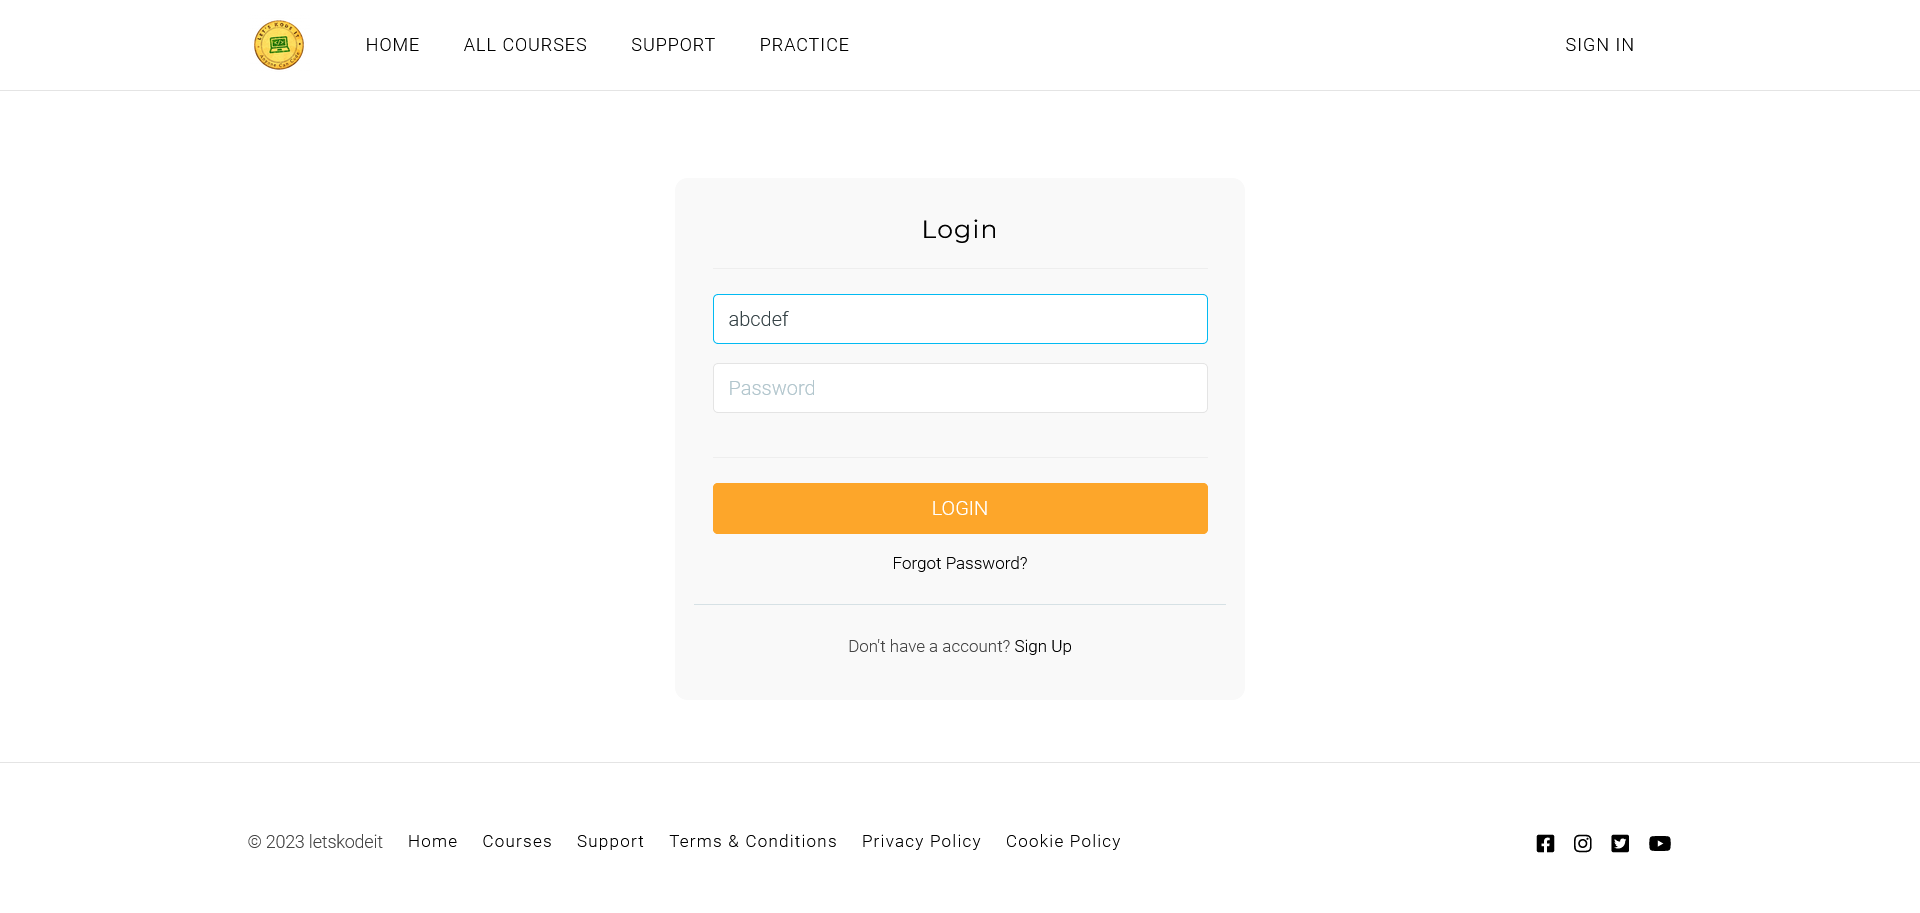 HOME ALL COURSES SUPPORT PRACTICE SIGN IN
Login
abcdef
Password
LOGIN
Forgot Password?
Don't have a account? Sign Up
© 2023 letskodeit Home Courses Support Terms & Conditions Privacy Policy Cookie Policy